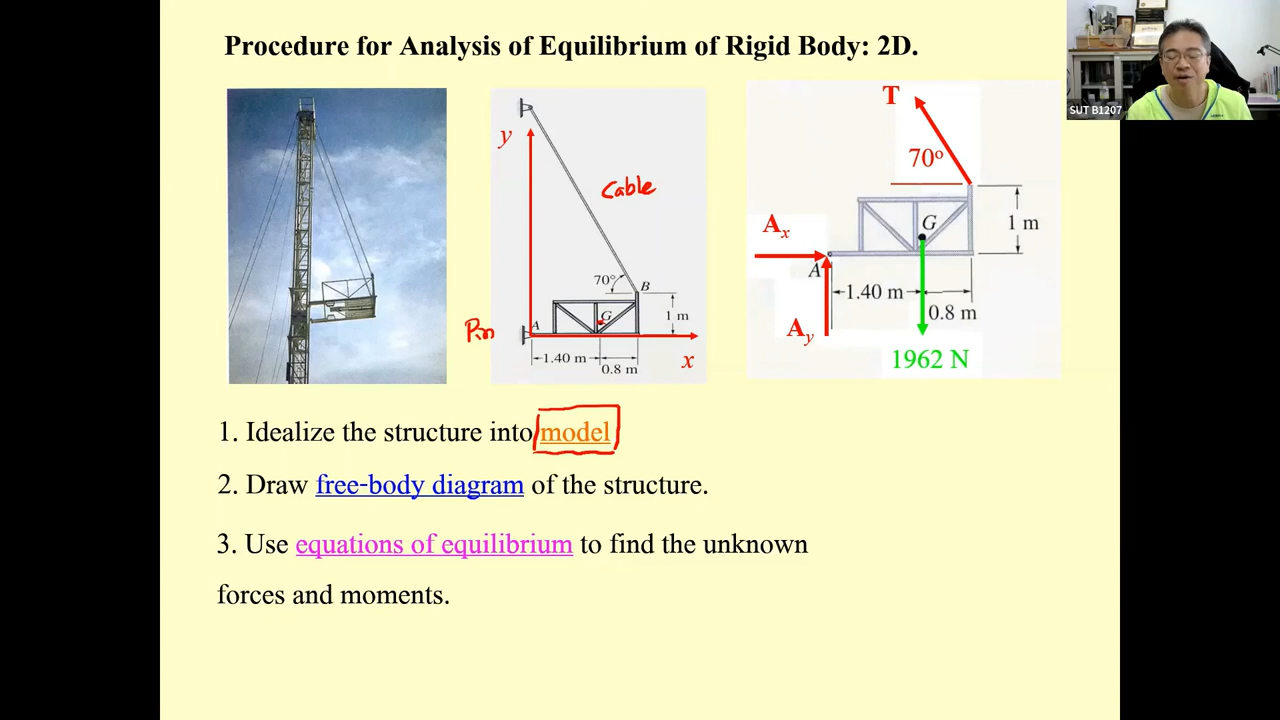 Procedure for Analysis of Equilibrium of Rigid Body: 2D.
SUT B1207
y
Cable
70°
B
A
G
1 m
Pin
1.40 m
0.8 m
x
T
70º
G
1 m
Ax
A
1.40 m
0.8 m
Ay
1962 N
1. Idealize the structure into model
2. Draw free-body diagram of the structure.
3. Use equations of equilibrium to find the unknown
forces and moments.